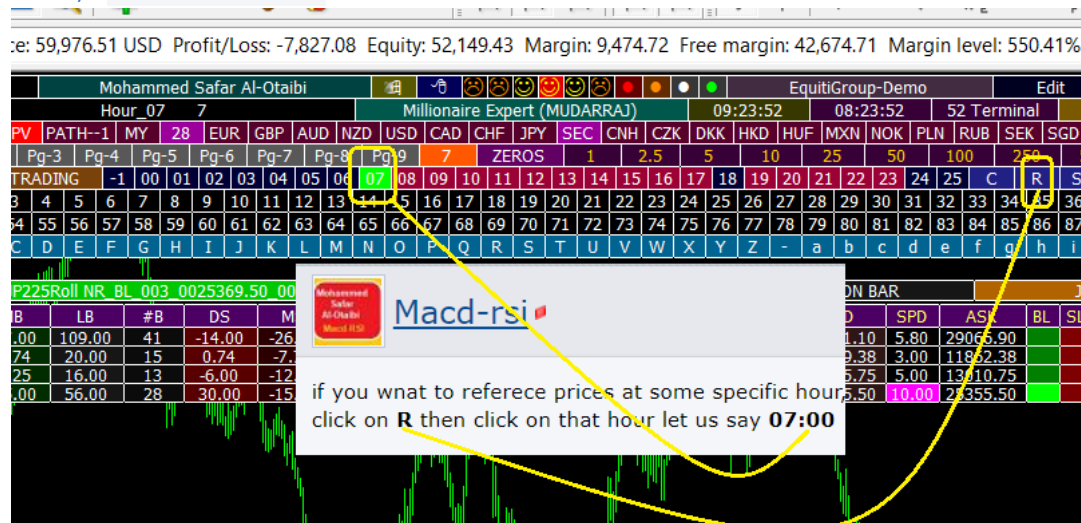 ce: 59,976.51 USD Profit/Loss: -7,827.08 Equity: 52,149.43 Margin: 9,474.72 Free margin: 42,674.71 Margin level: 550.41%
Mohammed Safar Al-Otaibi EquitiGroup-Demo Edit
Hour_07 7 Millionaire Expert (MUDARRAJ) 09:23:52 08:23:52 52 Terminal
PV PATH--1 MY 28 EUR GBP AUD NZD USD CAD CHF JPY SEC CNH CZK DKK HKD HUF MXN NOK PLN RUB SEK SGD
Pg-3 Pg-4 Pg-5 Pg-6 Pg-7 Pg-8 Pg-9 7 ZEROS 1 2.5 5 10 25 50 100 250
TRADING -1 00 01 02 03 04 05 06 07 08 09 10 11 12 13 14 15 16 17 18 19 20 21 22 23 24 25 C R S
3 4 5 6 7 8 9 10 11 12 13 14 15 16 17 18 19 20 21 22 23 24 25 26 27 28 29 30 31 32 33 34 35 36
54 55 56 57 58 59 60 61 62 63 64 65 66 67 68 69 70 71 72 73 74 75 76 77 78 79 80 81 82 83 84 85 86 87
C D E F G H I J K L M N O P Q R S T U V W X Y Z - a b c d e f g h i
P225Roll NR_BL_003_0025369.50_00 ON BAR J
IB LB #B DS M SPD ASK BL SL
.00 109.00 41 -14.00 -26. 1.10 5.80 29065.90
74 20.00 15 0.74 -7. 9.38 3.00 11862.38
25 16.00 13 -6.00 -12. 5.75 5.00 13010.75
.00 56.00 28 30.00 -15. 5.50 10.00 25355.50
Mohammed
Safar
Al-Otaibi
Macd-RSI
Macd-rsi
if you wnat to referece prices at some specific hour,
click on R then click on that hour let us say 07:00